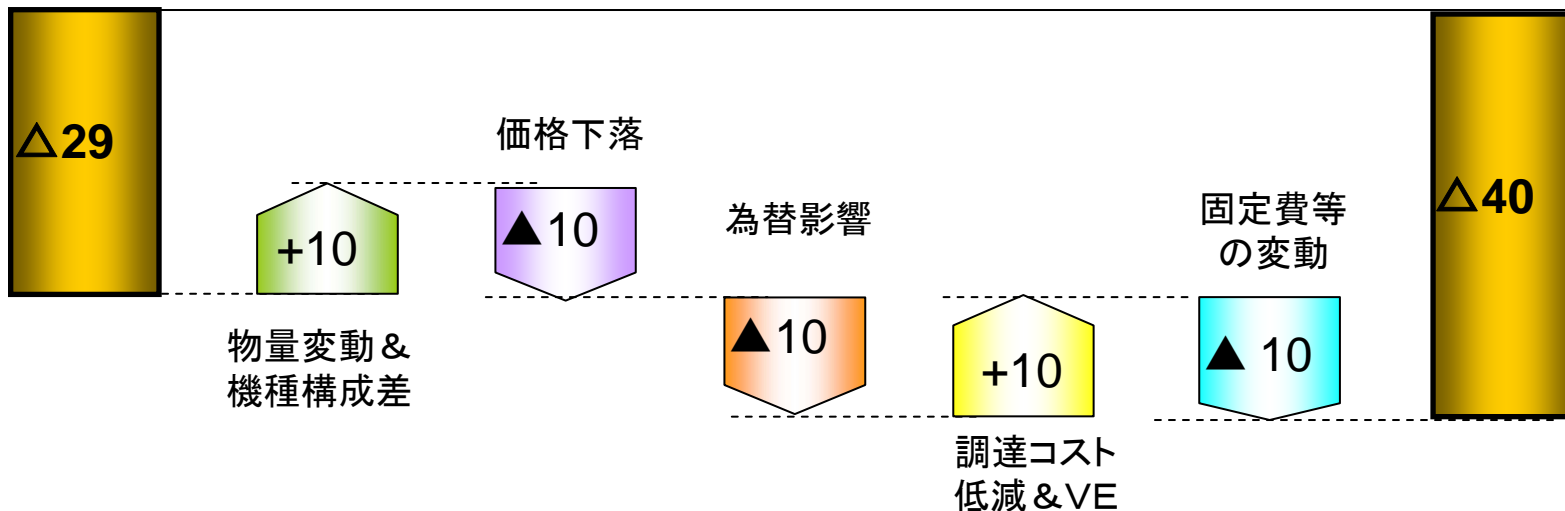 △29
+10
物量変動＆
機種構成差
価格下落
▲10
為替影響
▲10
+10
調達コスト
低減＆VE
固定費等
の変動
▲ 10
△40